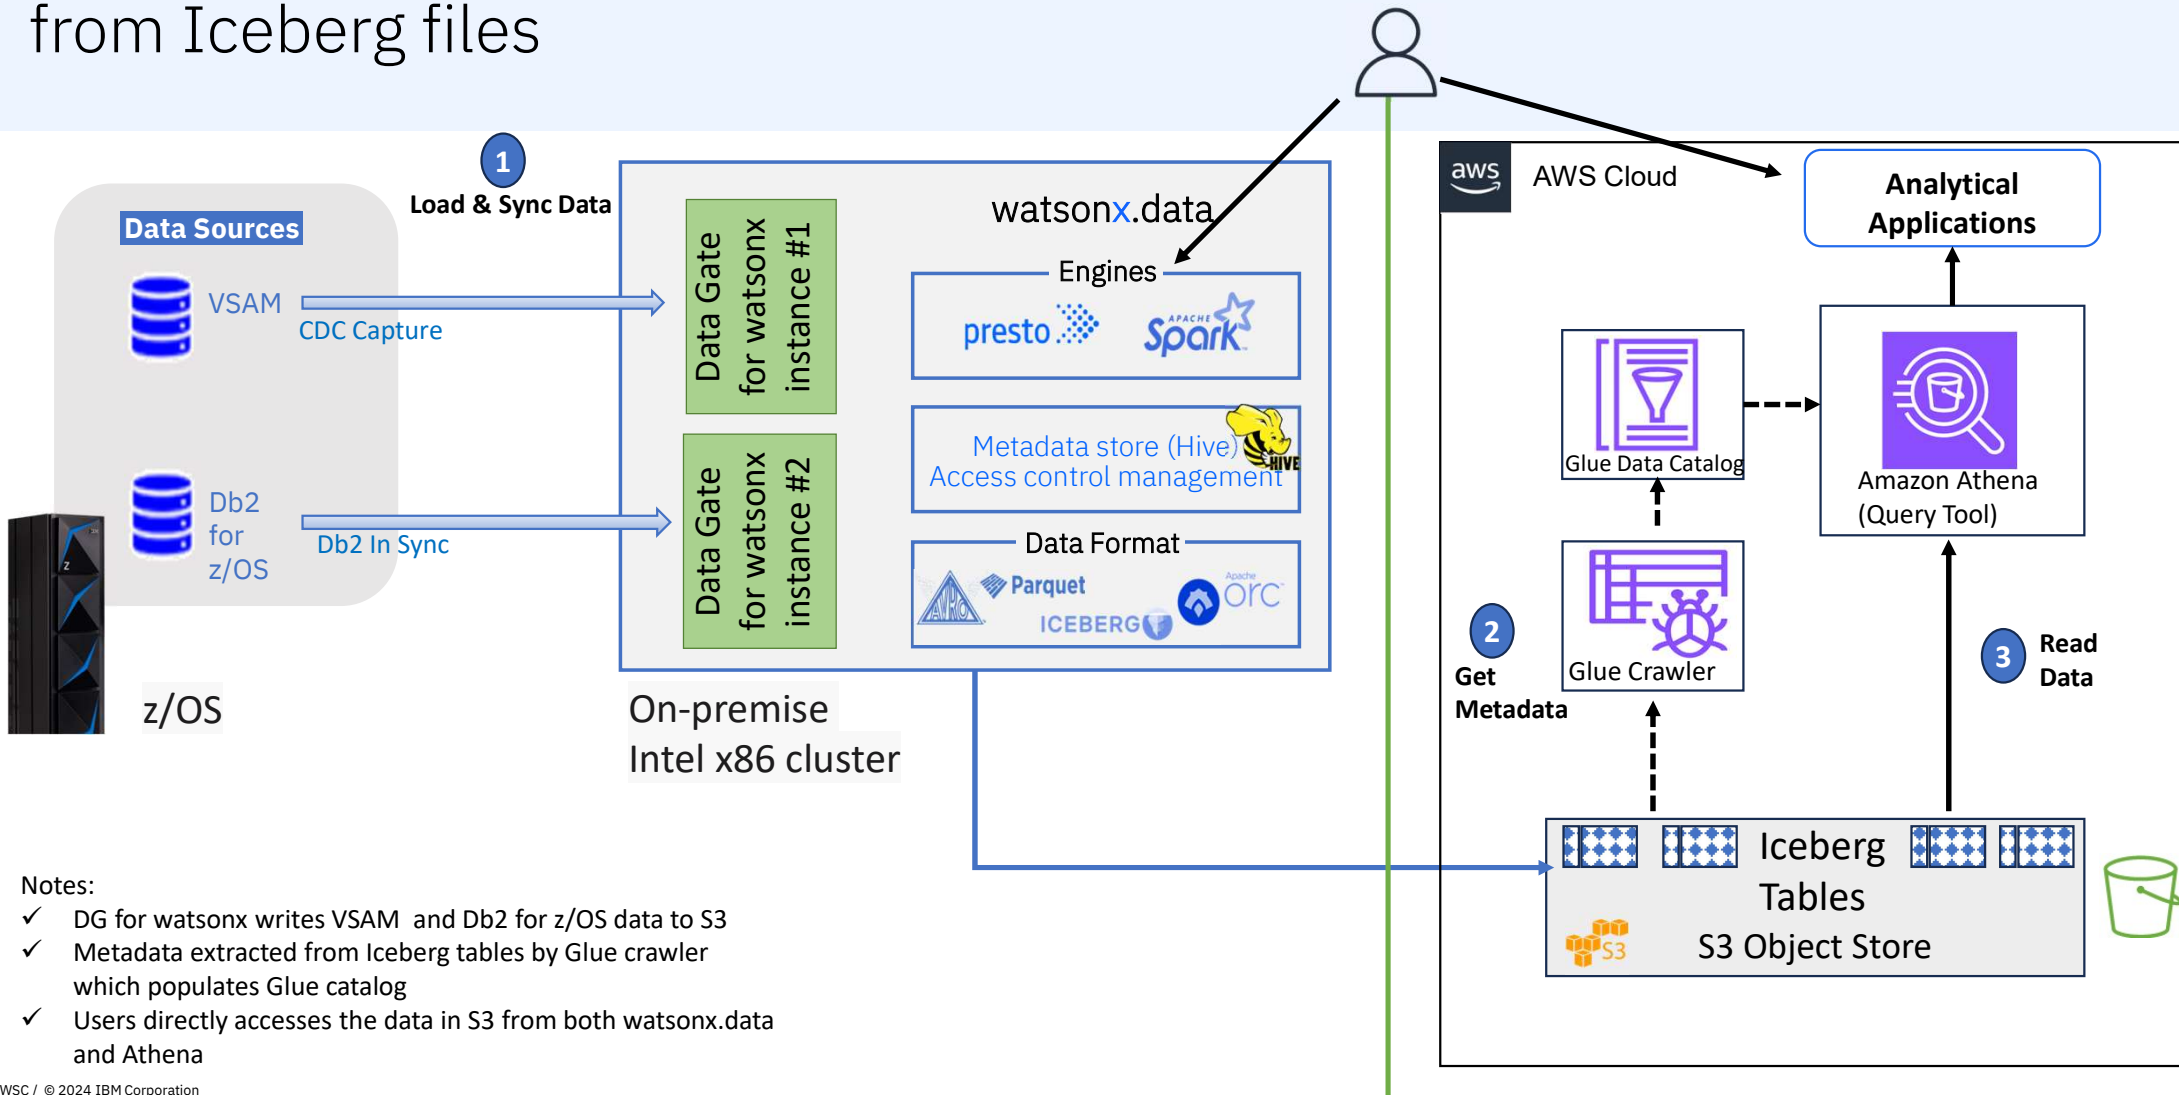 from Iceberg files
1
Load & Sync Data
Data Sources
VSAM
CDC Capture
Db2
for
z/OS
Db2 In Sync
z
z/OS
Data Gate
for watsonx
instance #1
Data Gate
for watsonx
instance #2
watsonx.data
Engines
presto
APACHE
Spark
Metadata store (Hive)
Access control management
HIVE
Data Format
AVRO
Parquet
ICEBERG
Apache
ORC
On-premise
Intel x86 cluster
aws
AWS Cloud
Analytical
Applications
Glue Data Catalog
Amazon Athena
(Query Tool)
Glue Crawler
2
Get
Metadata
3
Read
Data
Iceberg
Tables
S3 Object Store
S3
Notes:
✓ DG for watsonx writes VSAM and Db2 for z/OS data to S3
✓ Metadata extracted from Iceberg tables by Glue crawler
which populates Glue catalog
✓ Users directly accesses the data in S3 from both watsonx.data
and Athena
WSC / © 2024 IBM Corporation